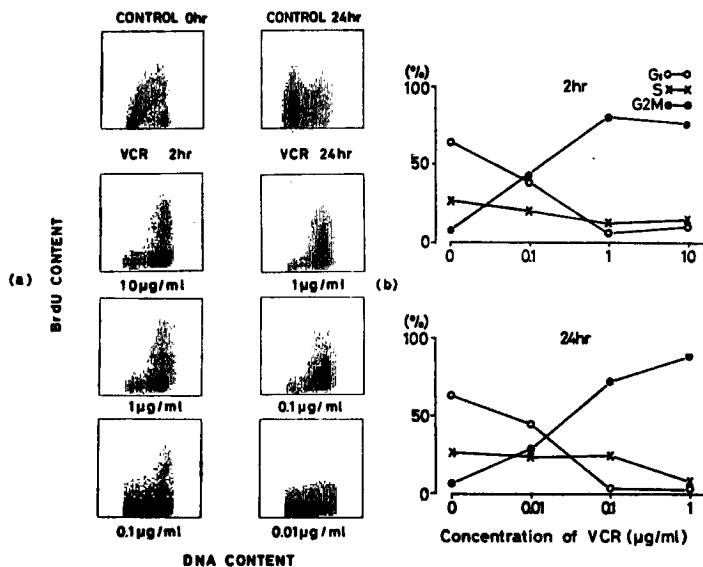 CONTROL 0hr
CONTROL 24hr
VCR 2hr
VCR 24hr
10µg/ml
1µg/ml
1µg/ml
0.1µg/ml
0.1µg/ml
0.01µg/ml
(a)
BrdU CONTENT
DNA CONTENT
(b)
(%)
2hr
G1
S
G2M
100
50
0
0 0.1 1 10
(%)
24hr
100
50
0
0 0.01 0.1 1
Concentration of VCR (µg/ml)